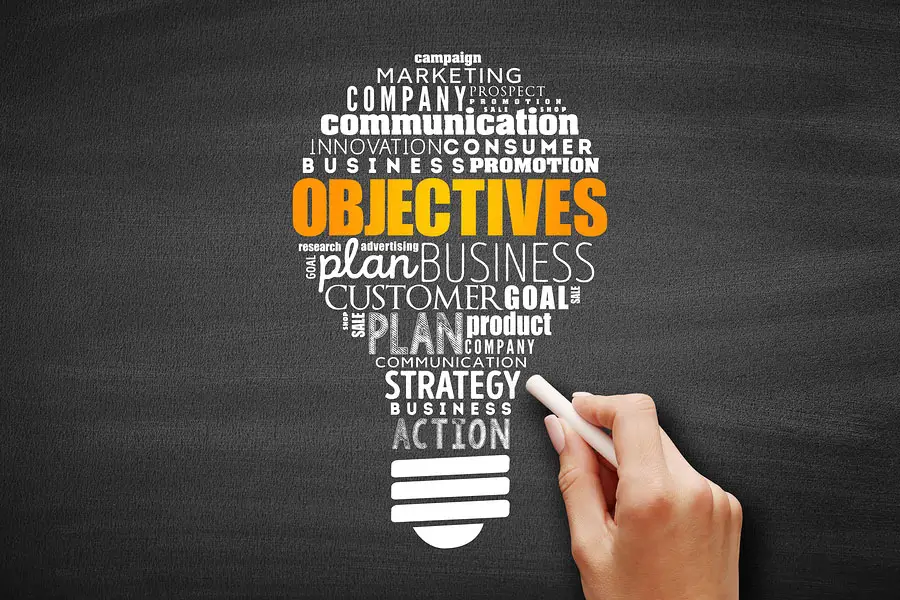 campaign
MARKETING
COMPANY PROSPECT
PROMOTION
SALE SHOP
communication
INNOVATION CONSUMER
BUSINESS PROMOTION
OBJECTIVES
research advertising
GOAL plan BUSINESS
CUSTOMER GOAL SALE
SHOP SALE PLAN product
COMPANY
COMMUNICATION
STRATEGY
BUSINESS
ACTION